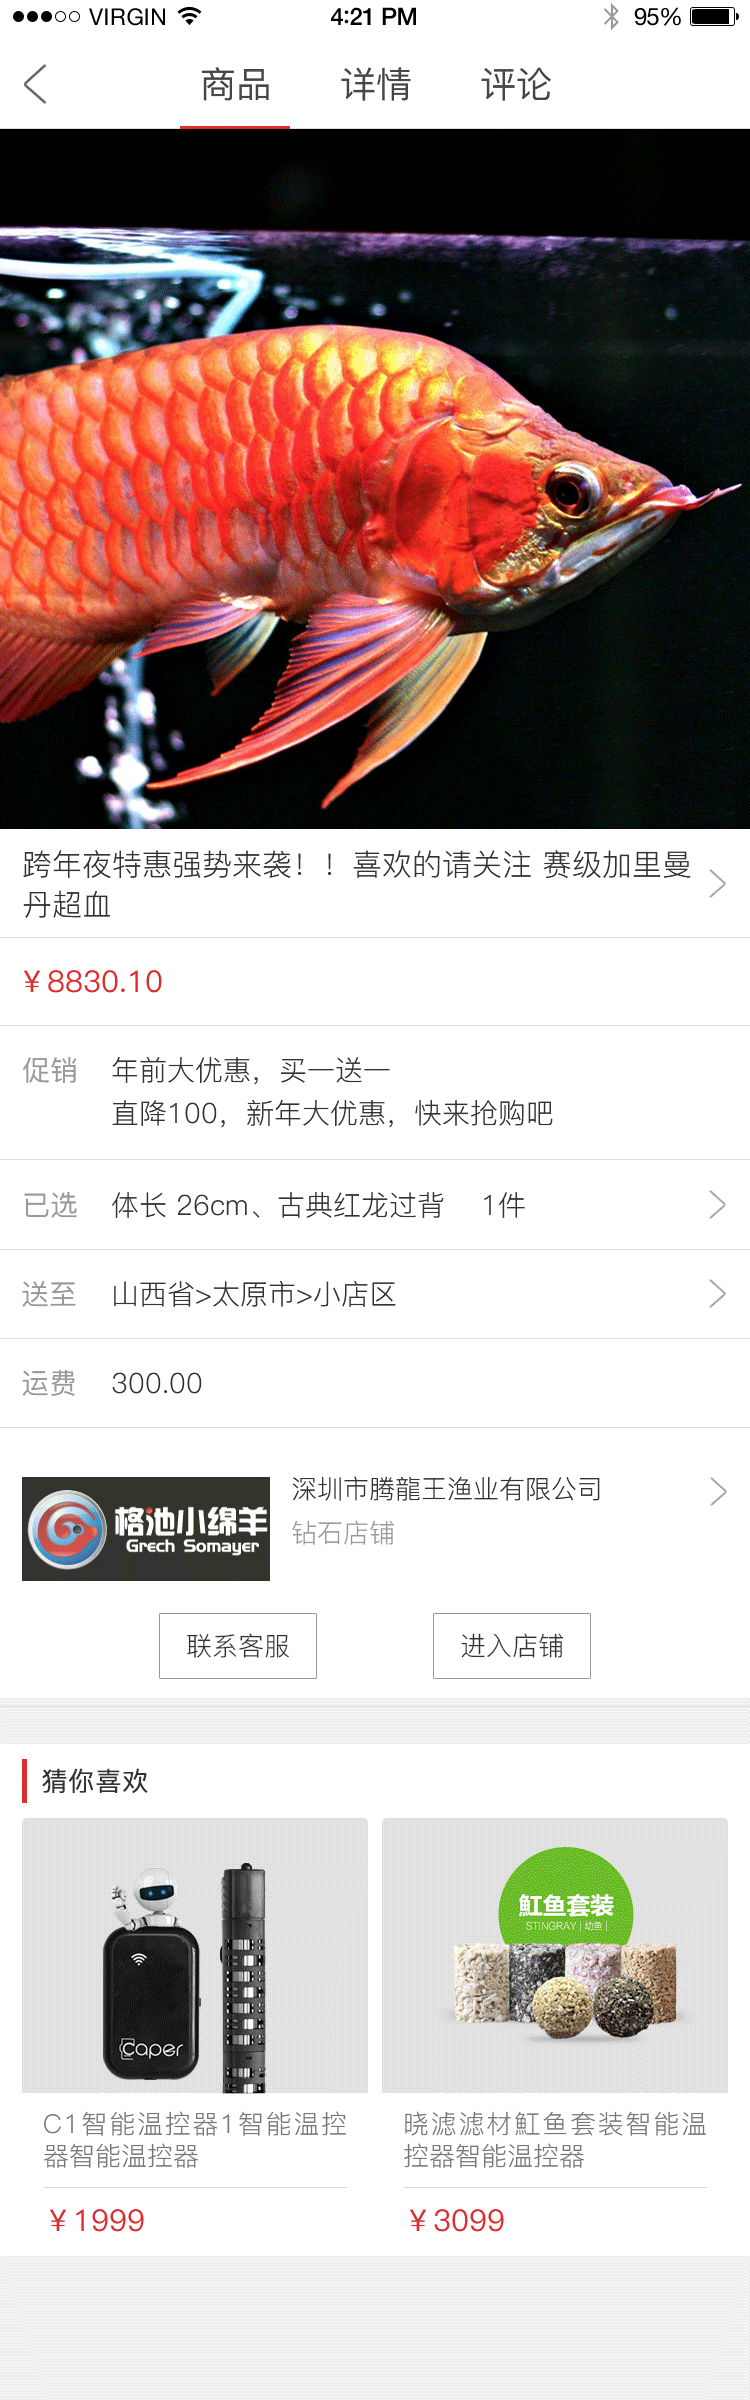 VIRGIN 4:21 PM 95%
商品 详情 评论
跨年夜特惠强势来袭！！喜欢的请关注 赛级加里曼
丹超血
¥8830.10
促销 年前大优惠，买一送一
直降100，新年大优惠，快来抢购吧
已选 体长 26cm、古典红龙过背 1件
送至 山西省>太原市>小店区
运费 300.00
格池小绵羊
Grech Somayer
深圳市腾龍王渔业有限公司
钻石店铺
联系客服 进入店铺
猜你喜欢
Caper
魟鱼套装
STINGRAY | 幼鱼 |
C1智能温控器1智能温控
器智能温控器
¥1999
晓滤滤材魟鱼套装智能温
控器智能温控器
¥3099